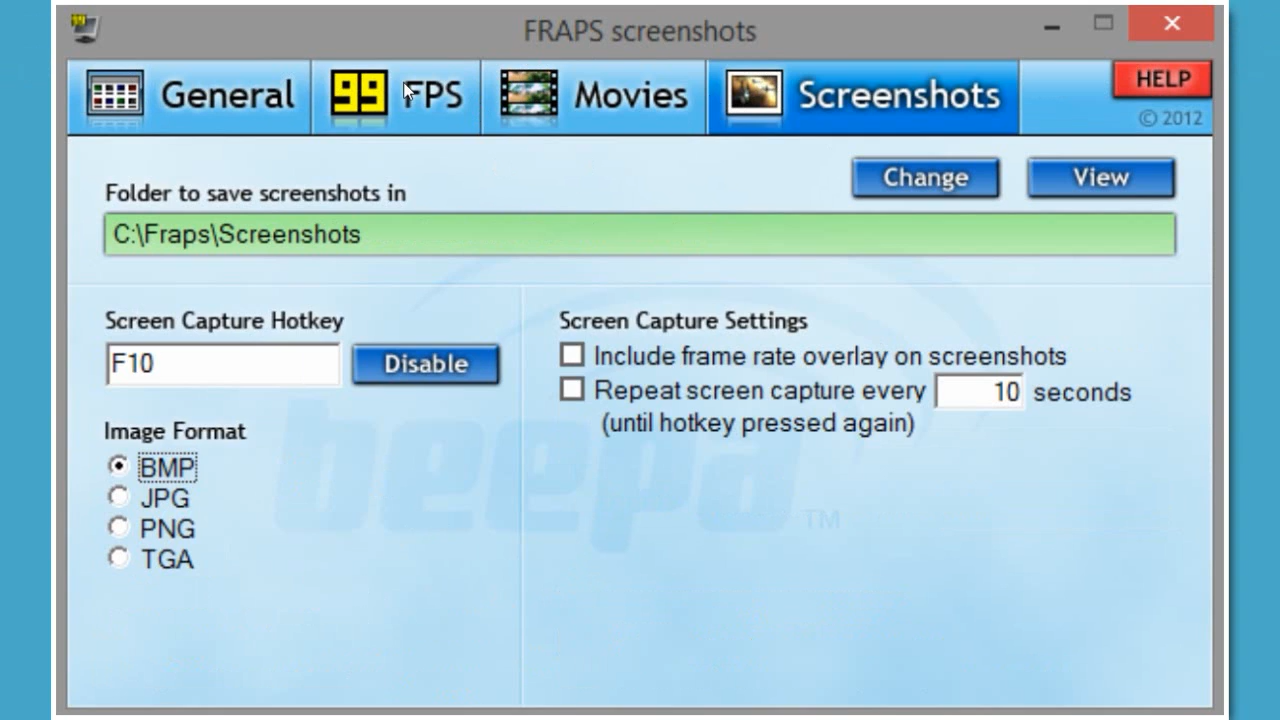 FRAPS screenshots
General
99 FPS
Movies
Screenshots
HELP
© 2012
Folder to save screenshots in
Change
View
C:\Fraps\Screenshots
Screen Capture Hotkey
F10
Disable
Image Format
BMP
JPG
PNG
TGA
Screen Capture Settings
Include frame rate overlay on screenshots
Repeat screen capture every 10 seconds
(until hotkey pressed again)
beepa TM